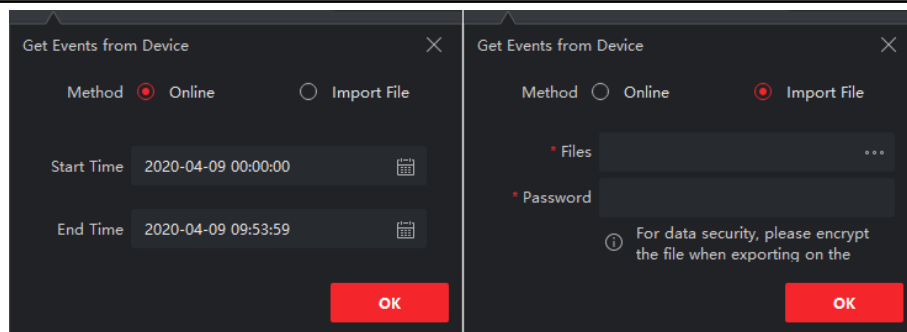 Get Events from Device
Method Online Import File
Start Time 2020-04-09 00:00:00
End Time 2020-04-09 09:53:59
OK
Get Events from Device
Method Online Import File
* Files
* Password
For data security, please encrypt
the file when exporting on the
OK